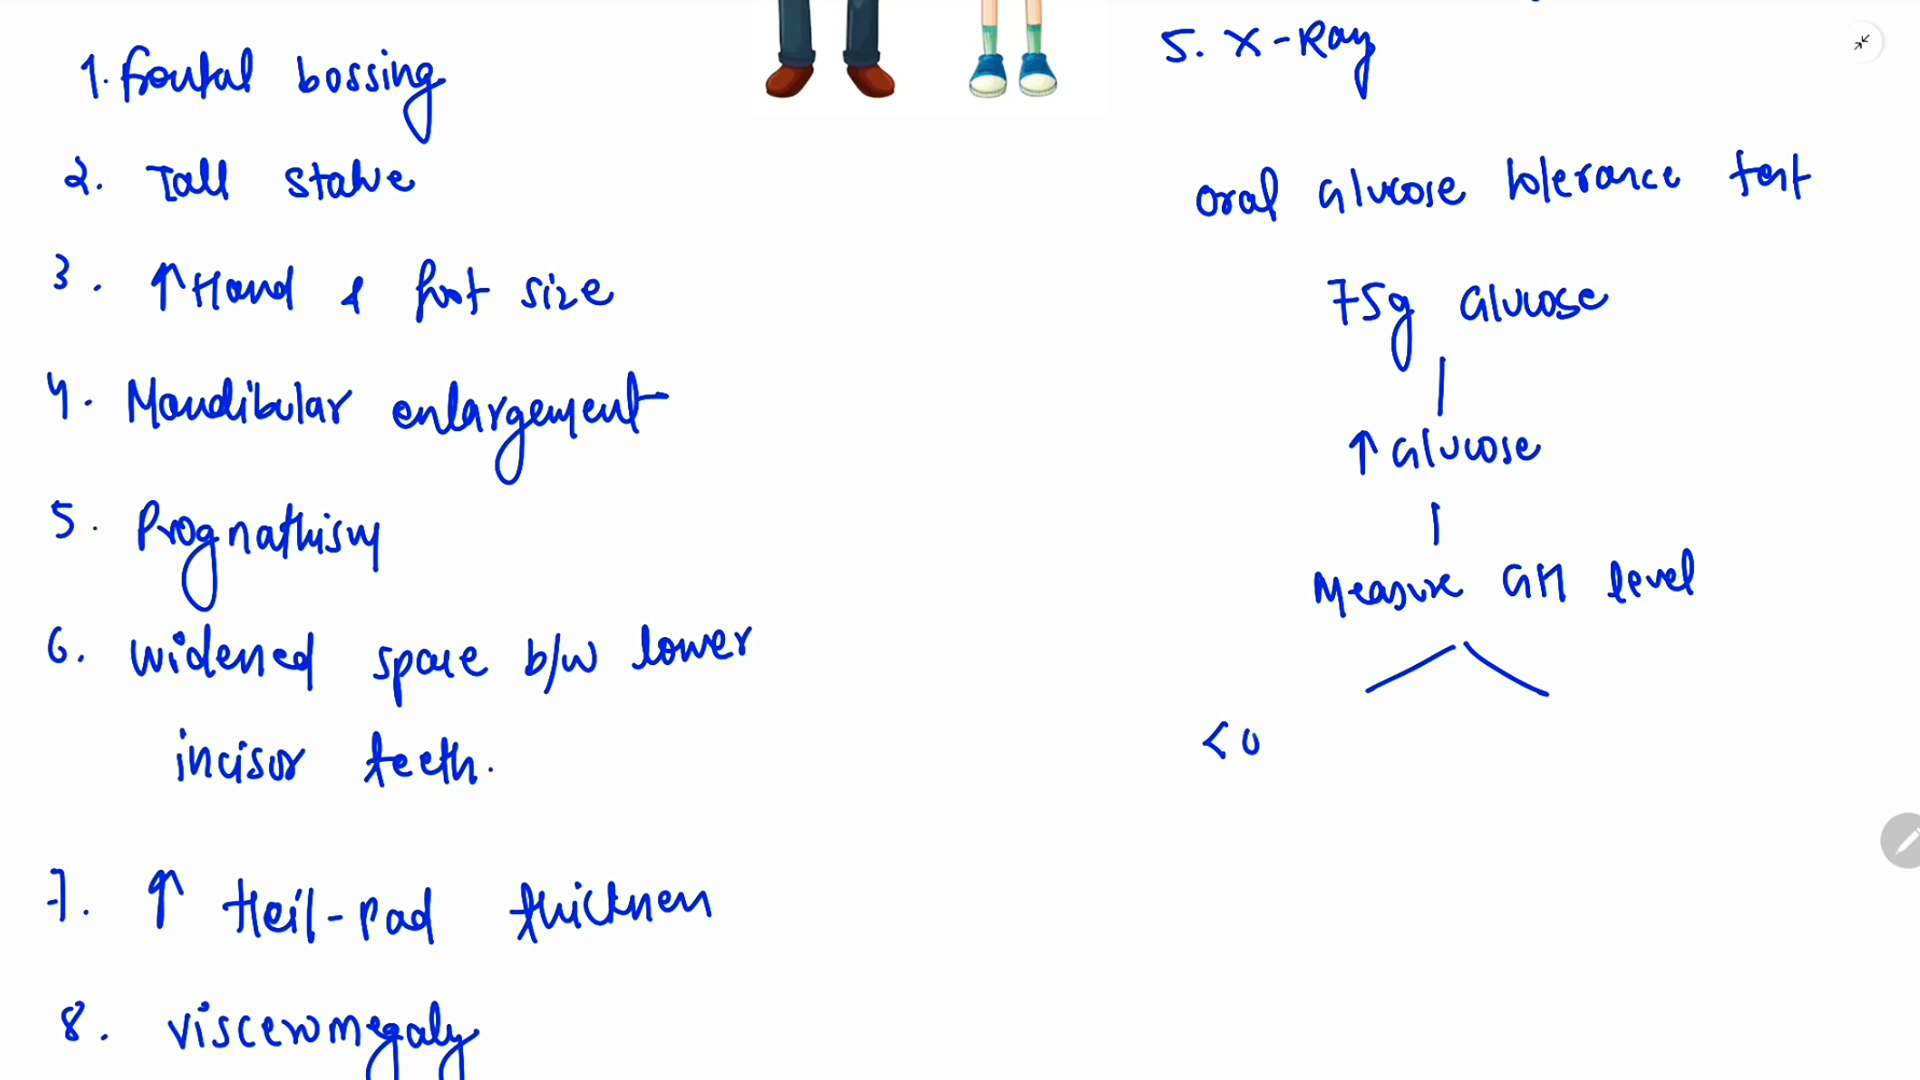 1. frontal bossing
2. Tall stature
3. ↑ Hand & foot size
4. Mandibular enlargement
5. Prognathism
6. widened space b/w lower
incisor teeth.
7. ↑ Heil-Pad thickness
8. visceromegaly
5. X-Ray
Oral Glucose tolerance test
75g Glucose
↑ Glucose
Measure GH level
<0